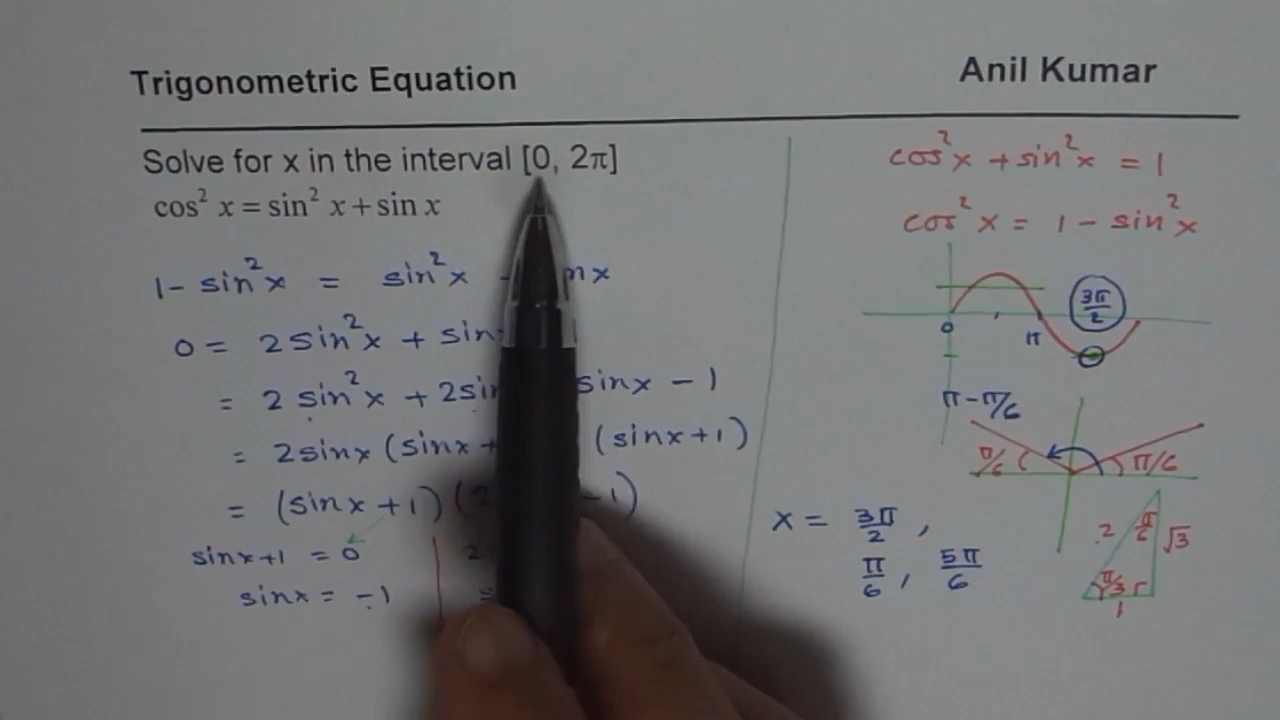 Trigonometric Equation
Anil Kumar
Solve for x in the interval [0, 2π]
cos² x = sin² x + sin x
1 - sin²x = sin²x
0 = 2sin²x +
= 2 sin²x + sinx - 1
= 2sinx (sinx (sinx+1)
= (sinx +1) -1)
sinx+1 = 0
sinx = -1
cos²x + sin²x = 1
cos²x = 1 - sin²x
3π/2
0
π
π - π/6
π/6
π/6
x = 3π/2 ,
π/6 , 5π/6
2 π/6 √3
π/3
1